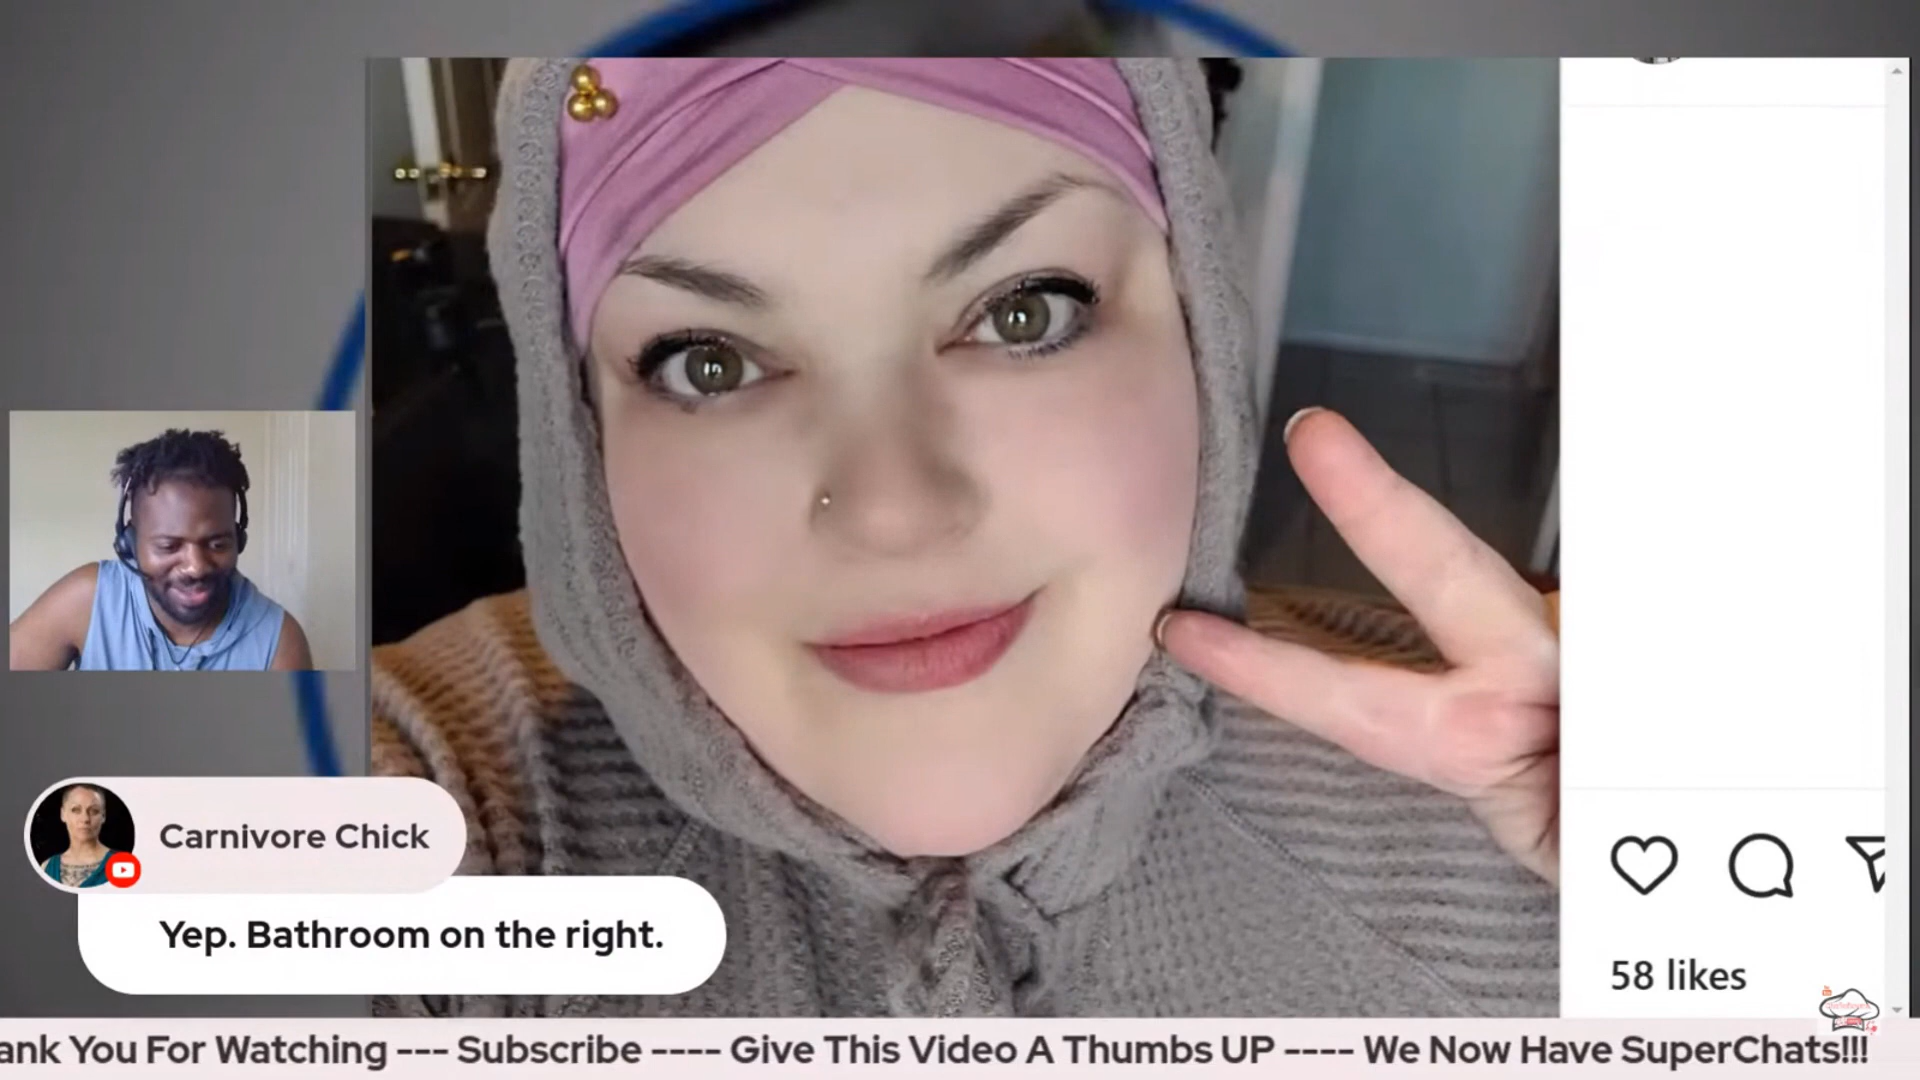 Carnivore Chick
Yep. Bathroom on the right.
58 likes
ank You For Watching --- Subscribe ---- Give This Video A Thumbs UP ---- We Now Have SuperChats!!!